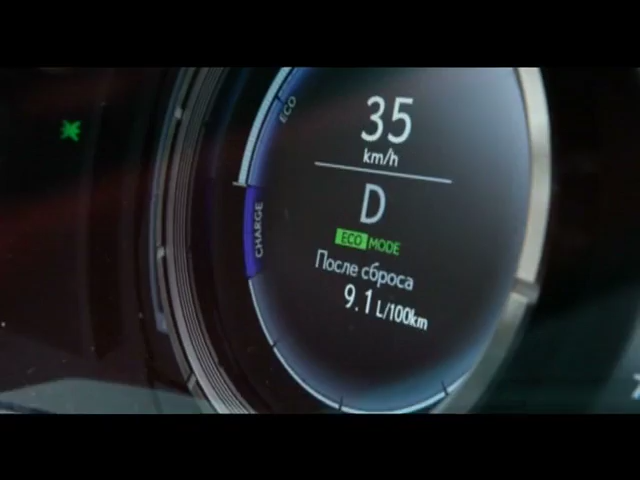 ECO
35
km/h
D
CHARGE
ECO MODE
После сброса
9.1 L/100km